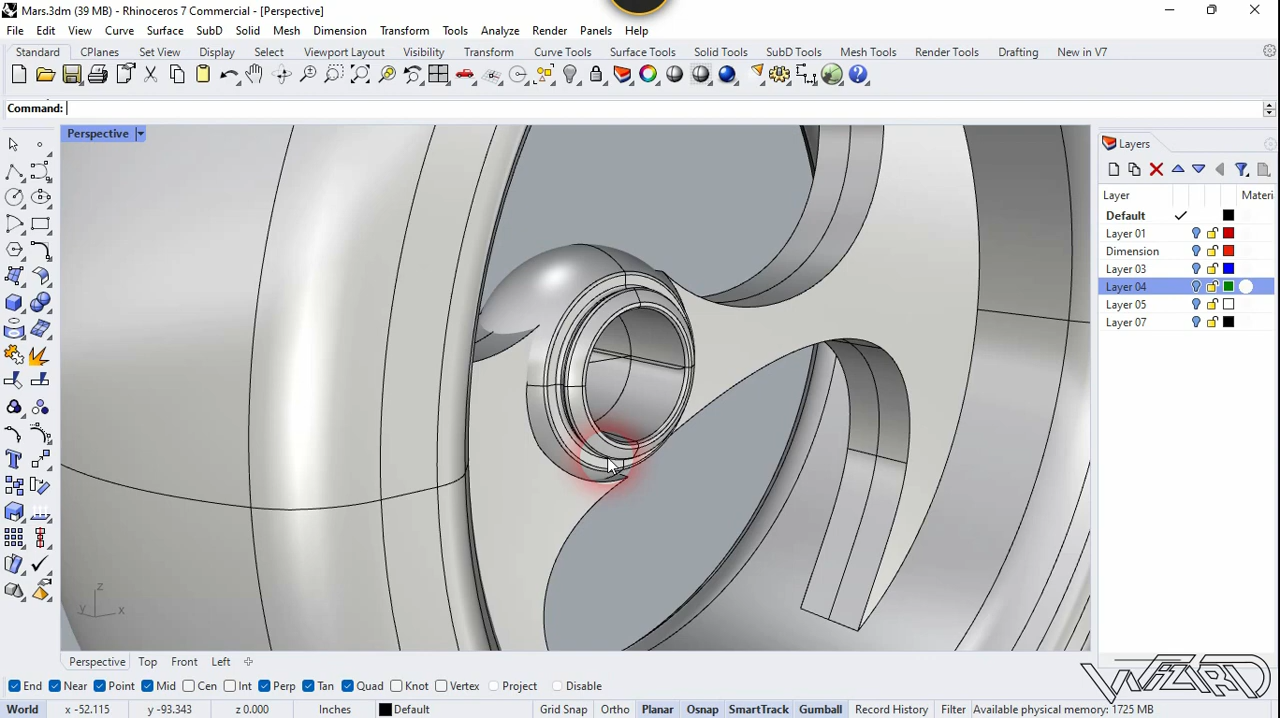 Mars.3dm (39 MB) - Rhinoceros 7 Commercial - [Perspective]
File Edit View Curve Surface Solid SubD Mesh Dimension Transform Tools Analyze Render Panels Help
Standard CPlanes Set View Display Select Viewport Layout Visibility Transform Curve Tools Surface Tools Solid Tools SubD Tools Mesh Tools Render Tools Drafting New in V7
Command:
Perspective
Layers
Layer Materi
Default
Layer 01
Dimension
Layer 03
Layer 04
Layer 05
Layer 07
z
y x
Perspective Top Front Left
End Near Point Mid Cen Int Perp Tan Quad Knot Vertex Project Disable
WIZARD
World x -52.115 y -93.343 z 0.000 Inches Default Grid Snap Ortho Planar Osnap SmartTrack Gumball Record History Filter Available physical memory: 1725 MB